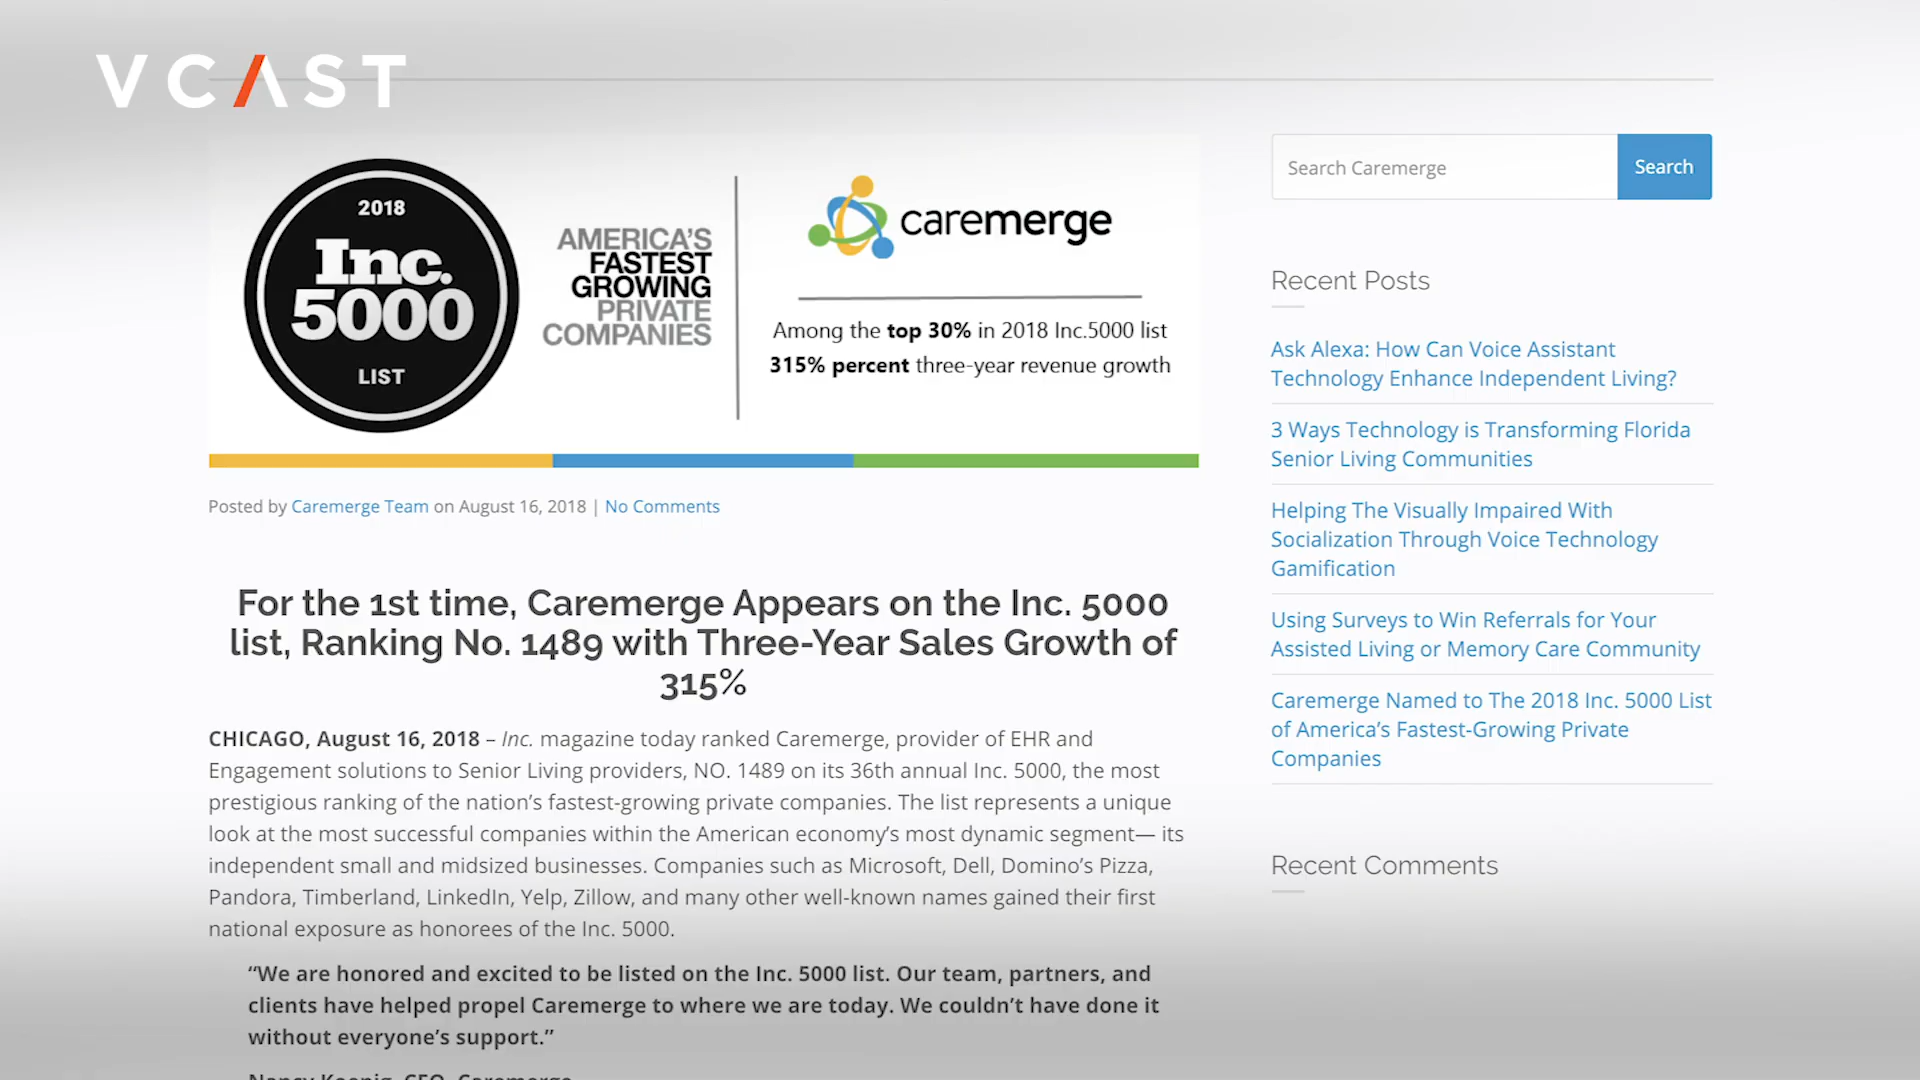 VCAST
2018
Inc.
5000
LIST
AMERICA'S
FASTEST
GROWING
PRIVATE
COMPANIES
caremerge
Among the top 30% in 2018 Inc.5000 list
315% percent three-year revenue growth
Posted by Caremerge Team on August 16, 2018 | No Comments
For the 1st time, Caremerge Appears on the Inc. 5000
list, Ranking No. 1489 with Three-Year Sales Growth of
315%
CHICAGO, August 16, 2018 – Inc. magazine today ranked Caremerge, provider of EHR and
Engagement solutions to Senior Living providers, NO. 1489 on its 36th annual Inc. 5000, the most
prestigious ranking of the nation’s fastest-growing private companies. The list represents a unique
look at the most successful companies within the American economy’s most dynamic segment— its
independent small and midsized businesses. Companies such as Microsoft, Dell, Domino’s Pizza,
Pandora, Timberland, LinkedIn, Yelp, Zillow, and many other well-known names gained their first
national exposure as honorees of the Inc. 5000.
“We are honored and excited to be listed on the Inc. 5000 list. Our team, partners, and
clients have helped propel Caremerge to where we are today. We couldn’t have done it
without everyone’s support.”
Nancy Koenig, CEO, Caremerge
Search Caremerge
Search
Recent Posts
Ask Alexa: How Can Voice Assistant
Technology Enhance Independent Living?
3 Ways Technology is Transforming Florida
Senior Living Communities
Helping The Visually Impaired With
Socialization Through Voice Technology
Gamification
Using Surveys to Win Referrals for Your
Assisted Living or Memory Care Community
Caremerge Named to The 2018 Inc. 5000 List
of America’s Fastest-Growing Private
Companies
Recent Comments